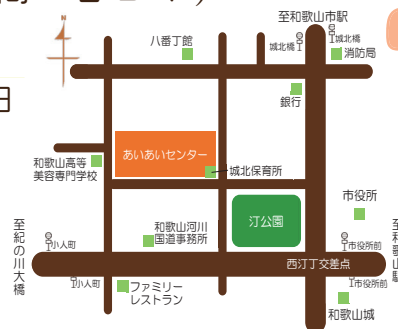 至和歌山市駅
八番丁館
城北橋
城北橋
消防局
銀行
あいあいセンター
和歌山高等
美容専門学校
城北保育所
市役所
汀公園
至紀の川大橋
和歌山河川
国道事務所
小人町
市役所前
至和歌山駅
西汀丁交差点
小人町
市役所前
ファミリー
レストラン
和歌山城